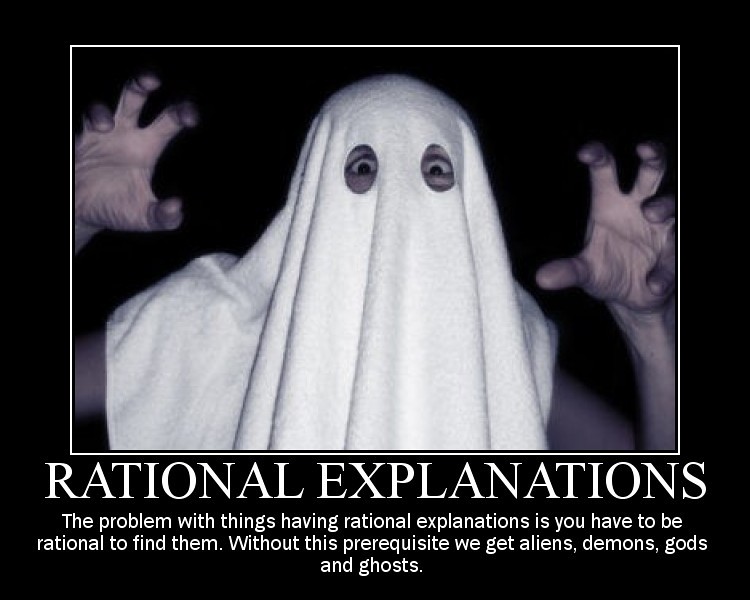 RATIONAL EXPLANATIONS
The problem with things having rational explanations is you have to be
rational to find them. Without this prerequisite we get aliens, demons, gods
and ghosts.